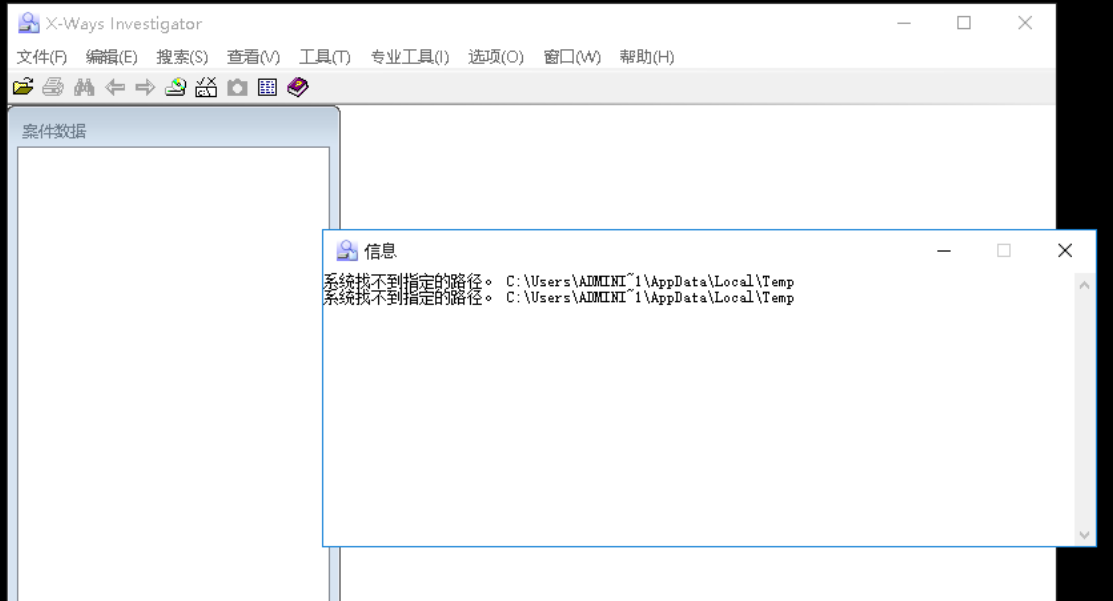 X-Ways Investigator
文件(F) 编辑(E) 搜索(S) 查看(V) 工具(T) 专业工具(I) 选项(O) 窗口(W) 帮助(H)
案件数据
信息
系统找不到指定的路径。 C:\Users\ADMINI~1\AppData\Local\Temp
系统找不到指定的路径。 C:\Users\ADMINI~1\AppData\Local\Temp